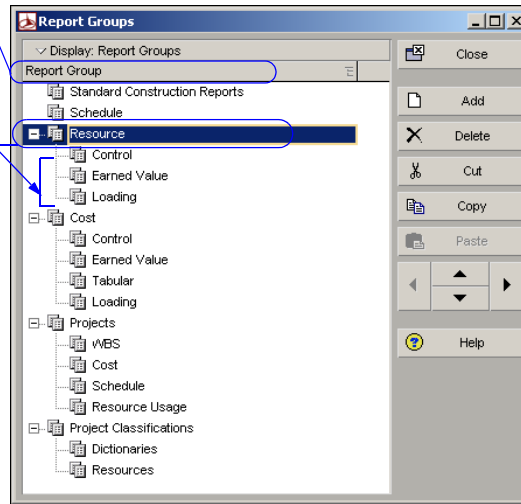 Report Groups
Display: Report Groups
Report Group
Standard Construction Reports
Schedule
Resource
Control
Earned Value
Loading
Cost
Control
Earned Value
Tabular
Loading
Projects
WBS
Cost
Schedule
Resource Usage
Project Classifications
Dictionaries
Resources
Close
Add
Delete
Cut
Copy
Paste
Help